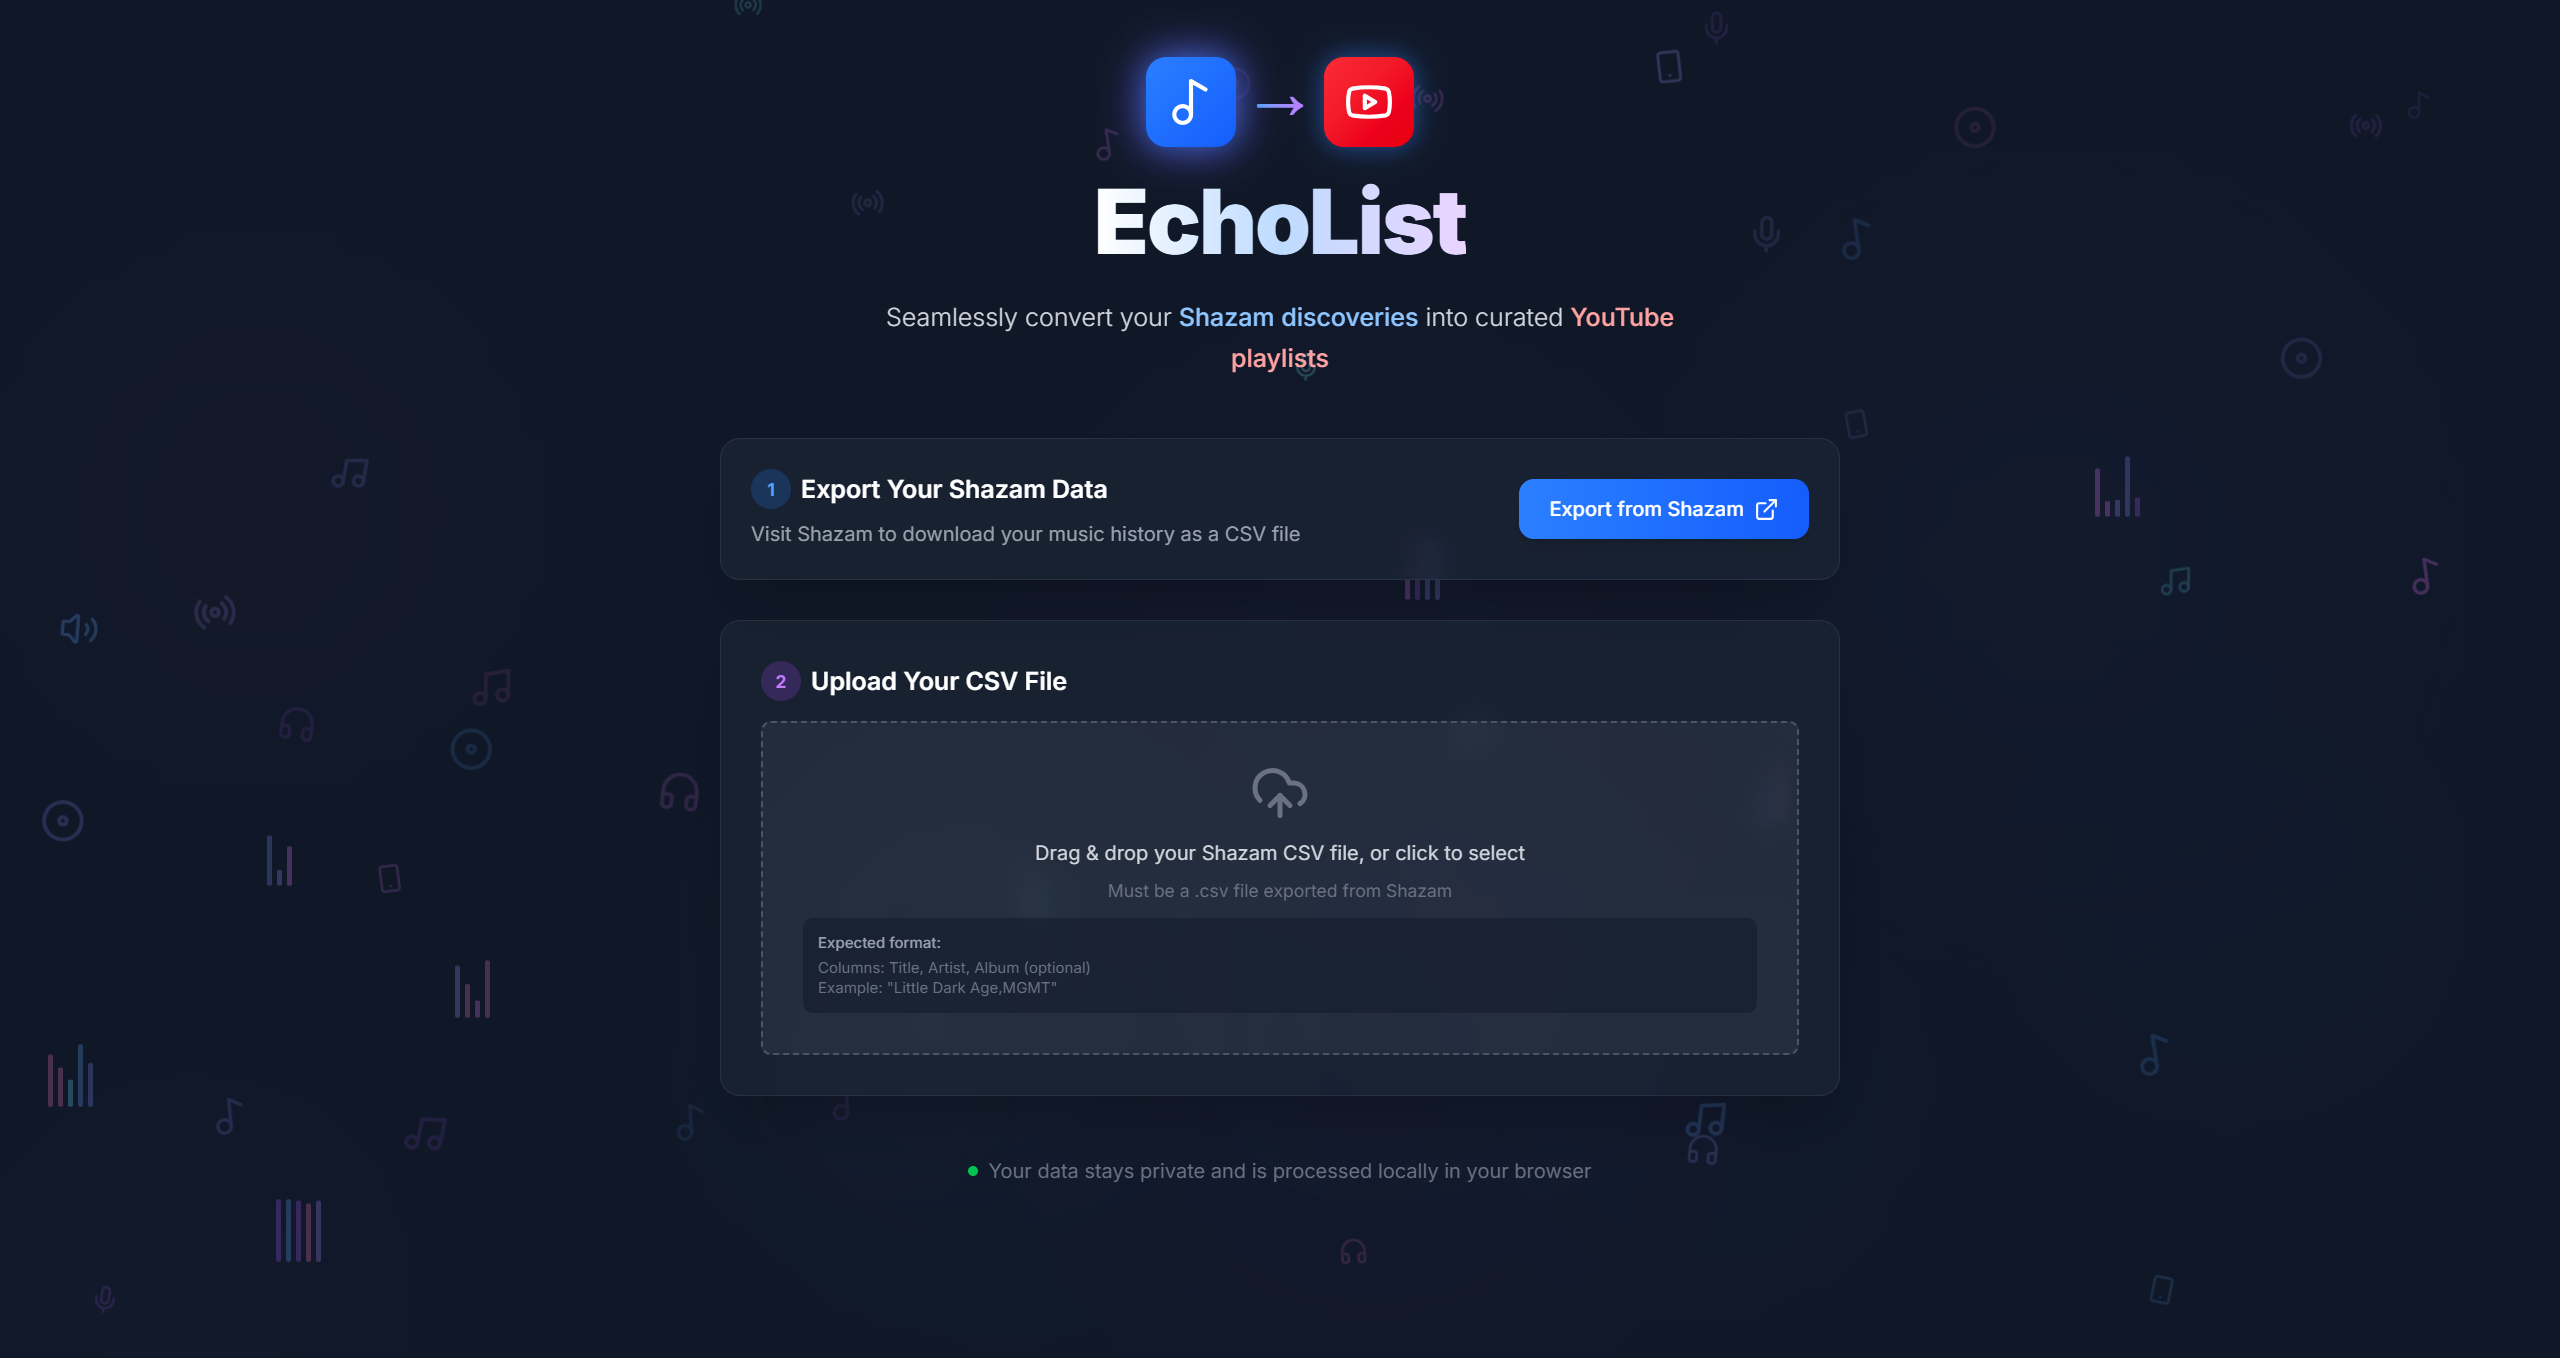 EchoList
Seamlessly convert your Shazam discoveries into curated YouTube
playlists
1 Export Your Shazam Data
Visit Shazam to download your music history as a CSV file
Export from Shazam
2 Upload Your CSV File
Drag & drop your Shazam CSV file, or click to select
Must be a .csv file exported from Shazam
Expected format:
Columns: Title, Artist, Album (optional)
Example: "Little Dark Age,MGMT"
Your data stays private and is processed locally in your browser